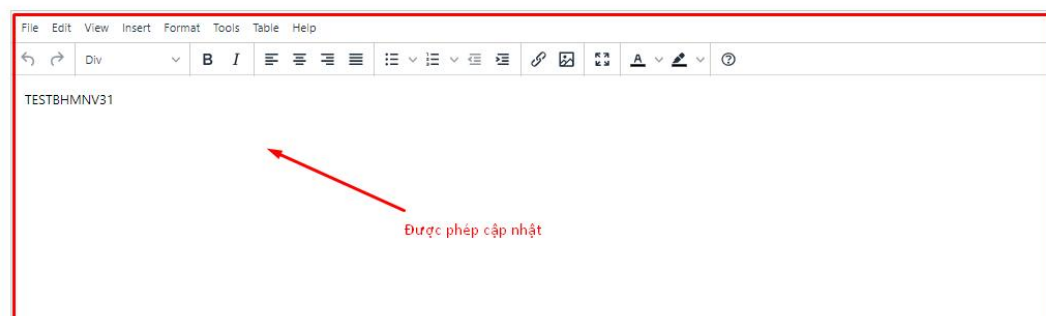 File Edit View Insert Format Tools Table Help
Div B I A
TESTBHMNV31
Được phép cập nhật